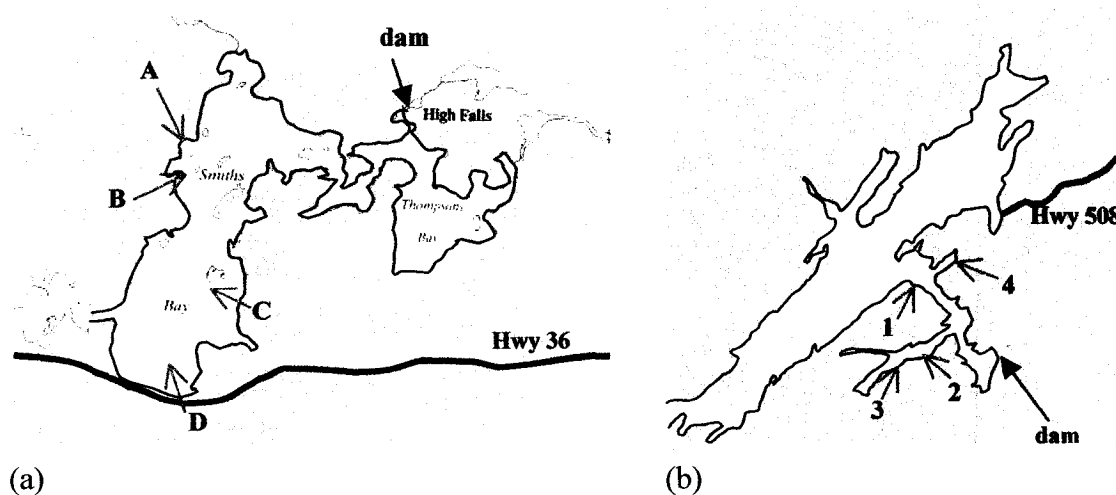 dam
A
High Falls
B
Smiths
Thompsons
Bay
C
Bay
Hwy 36
D
(a)
Hwy 508
4
1
3
2
dam
(b)